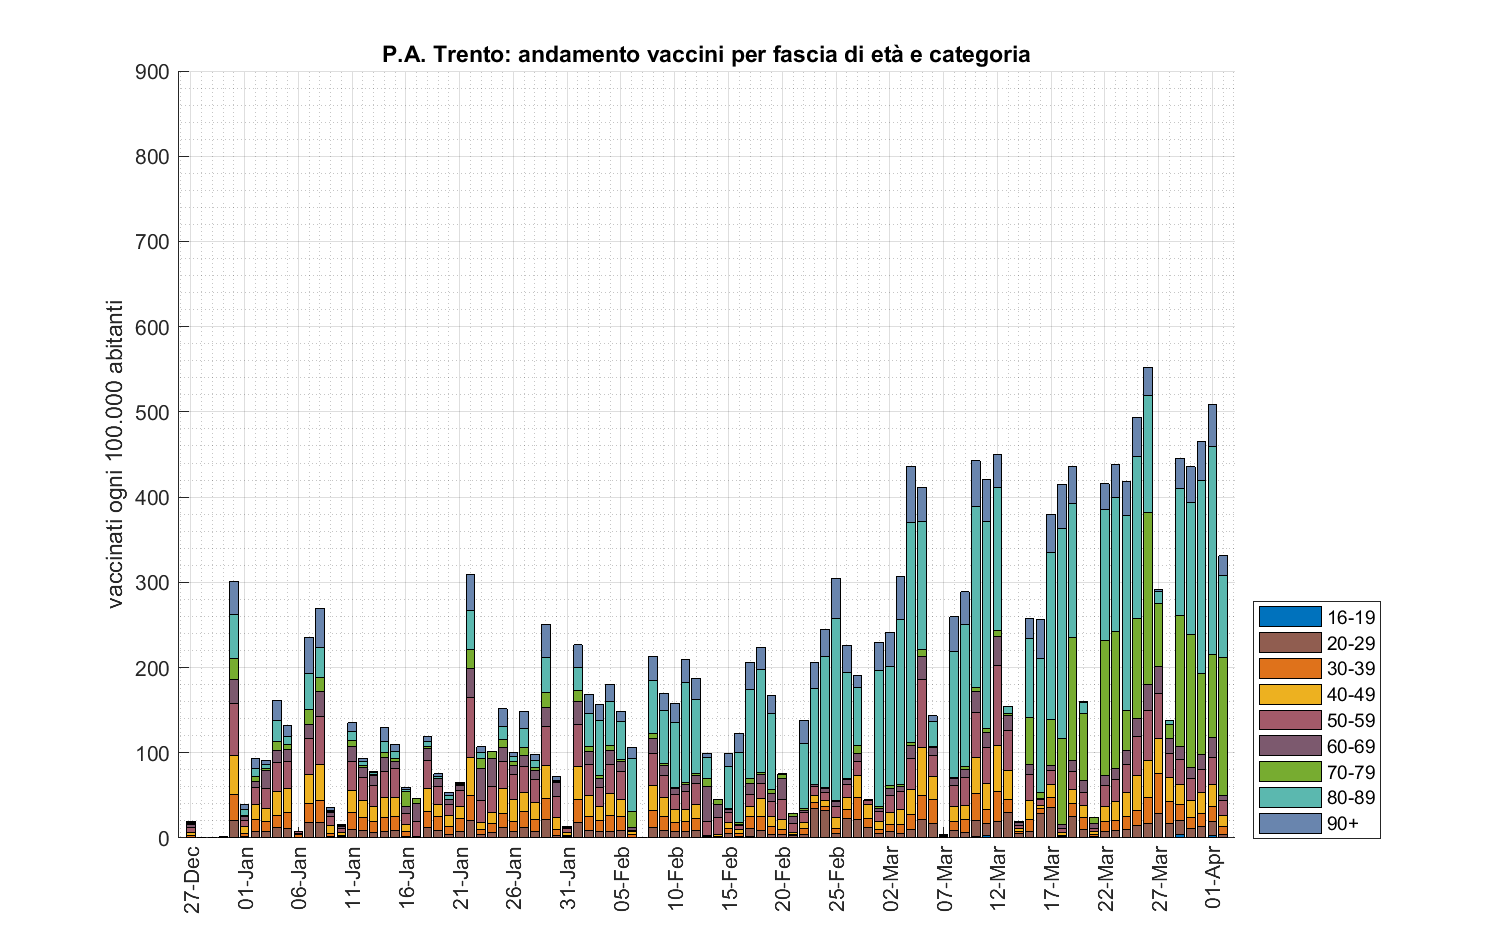 P.A. Trento: andamento vaccini per fascia di età e categoria
vaccinati ogni 100.000 abitanti
900
800
700
600
500
400
300
200
100
0
27-Dec
01-Jan
06-Jan
11-Jan
16-Jan
21-Jan
26-Jan
31-Jan
05-Feb
10-Feb
15-Feb
20-Feb
25-Feb
02-Mar
07-Mar
12-Mar
17-Mar
22-Mar
27-Mar
01-Apr
16-19
20-29
30-39
40-49
50-59
60-69
70-79
80-89
90+